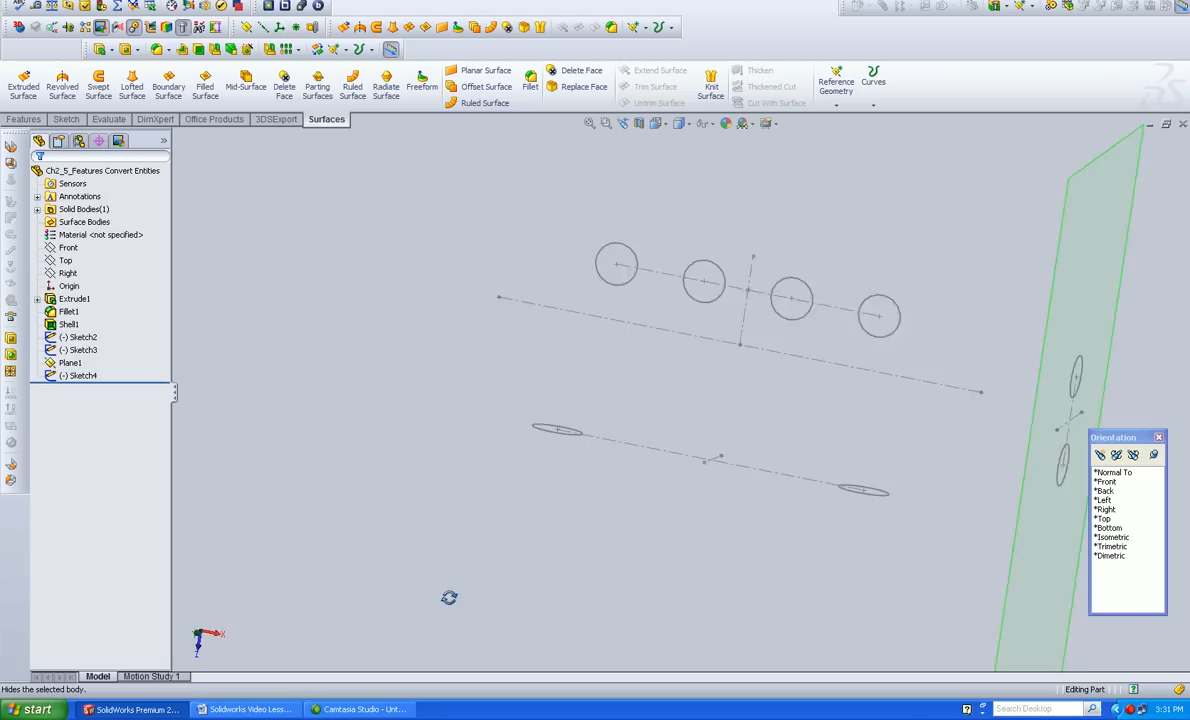 3D
Extruded Surface
Revolved Surface
Swept Surface
Lofted Surface
Boundary Surface
Filled Surface
Mid-Surface
Delete Face
Parting Surfaces
Ruled Surface
Radiate Surface
Freeform
Planar Surface
Offset Surface
Ruled Surface
Fillet
Delete Face
Replace Face
Extend Surface
Trim Surface
Untrim Surface
Knit Surface
Thicken
Thickened Cut
Cut With Surface
Reference Geometry
Curves
Features Sketch Evaluate DimXpert Office Products 3DSExport Surfaces
»
Ch2_5_Features Convert Entities
Sensors
Annotations
Solid Bodies(1)
Surface Bodies
Material <not specified>
Front
Top
Right
Origin
Extrude1
Fillet1
Shell1
(-) Sketch2
(-) Sketch3
Plane1
(-) Sketch4
Orientation
*Normal To
*Front
*Back
*Left
*Right
*Top
*Bottom
*Isometric
*Trimetric
*Dimetric
X
Z
Model Motion Study 1
Hides the selected body.
Editing Part
start
SolidWorks Premium 2...
SolidWorks Video Less...
Camtasia Studio - Unt...
Search Desktop
3:31 PM